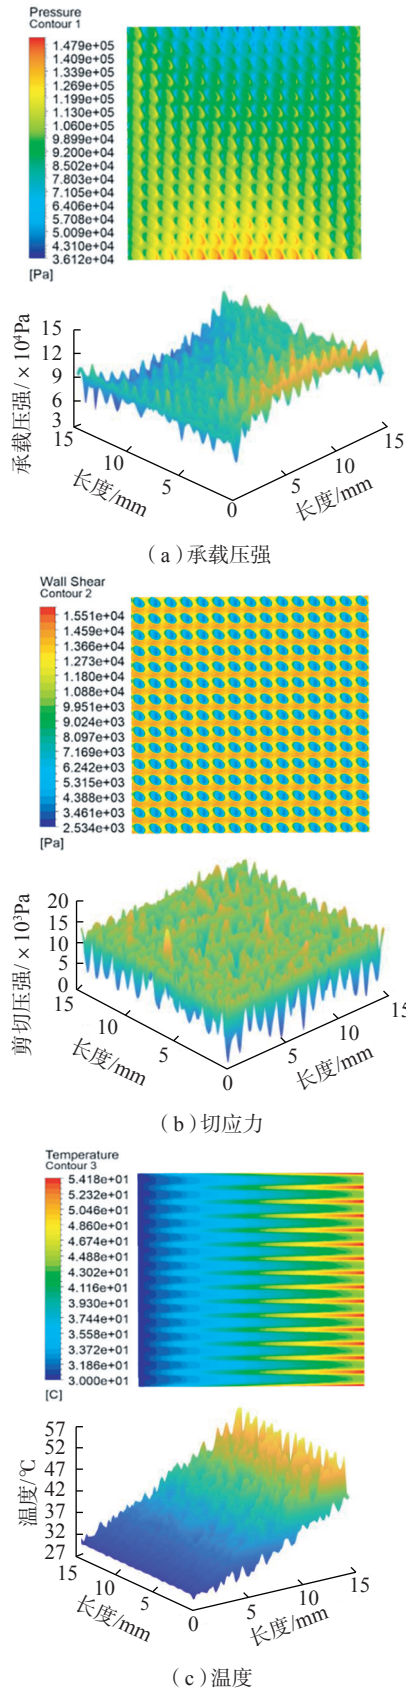 Pressure
Contour 1
1.479e+05
1.409e+05
1.339e+05
1.269e+05
1.199e+05
1.130e+05
1.060e+05
9.899e+04
9.200e+04
8.502e+04
7.803e+04
7.105e+04
6.406e+04
5.708e+04
5.009e+04
4.310e+04
3.612e+04
[Pa]
承载压强/×10⁴Pa
15
12
9
6
3
15
10
5
0
5
10
15
长度/mm
长度/mm
(a)承载压强
Wall Shear
Contour 2
1.551e+04
1.459e+04
1.366e+04
1.273e+04
1.180e+04
1.088e+04
9.951e+03
9.024e+03
8.097e+03
7.169e+03
6.242e+03
5.315e+03
4.388e+03
3.461e+03
2.534e+03
[Pa]
剪切压强/×10³Pa
20
15
10
5
0
15
10
5
0
5
10
15
长度/mm
长度/mm
(b)切应力
Temperature
Contour 3
5.418e+01
5.232e+01
5.046e+01
4.860e+01
4.674e+01
4.488e+01
4.302e+01
4.116e+01
3.930e+01
3.744e+01
3.558e+01
3.372e+01
3.186e+01
3.000e+01
[C]
温度/℃
57
52
47
42
37
32
27
15
10
5
0
5
10
15
长度/mm
长度/mm
(c)温度